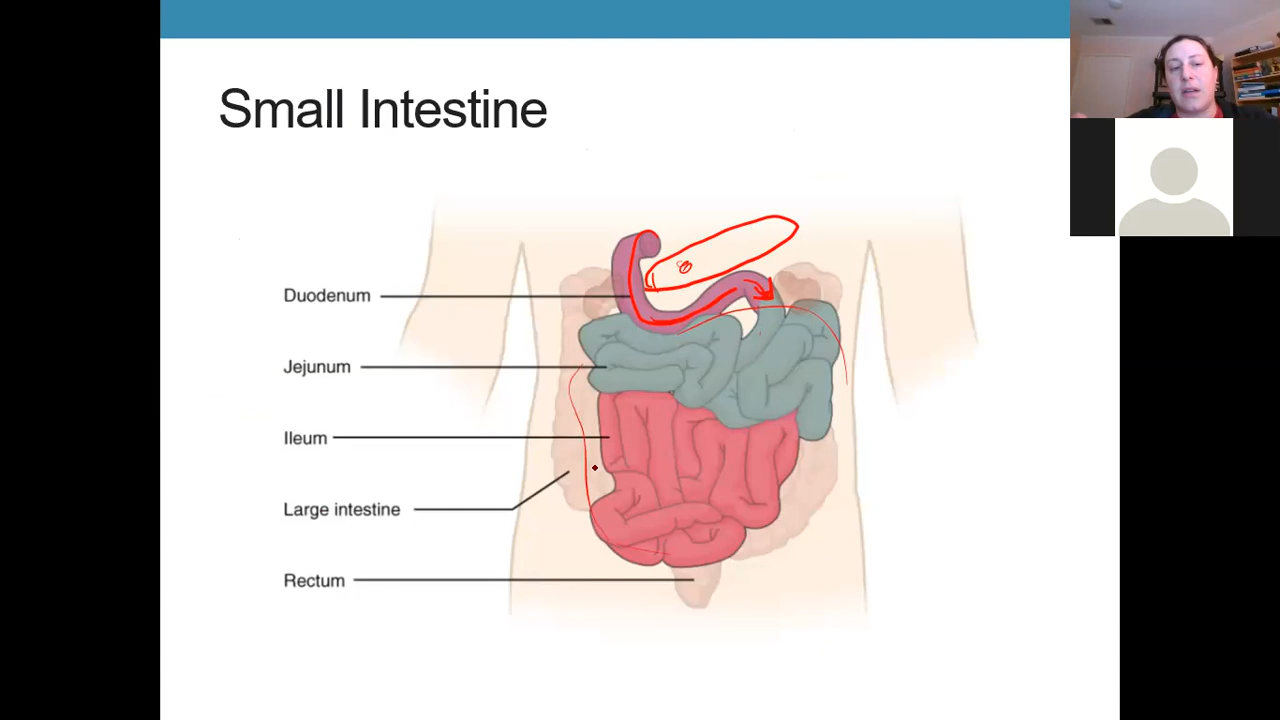 Small Intestine
Duodenum
Jejunum
Ileum
Large intestine
Rectum